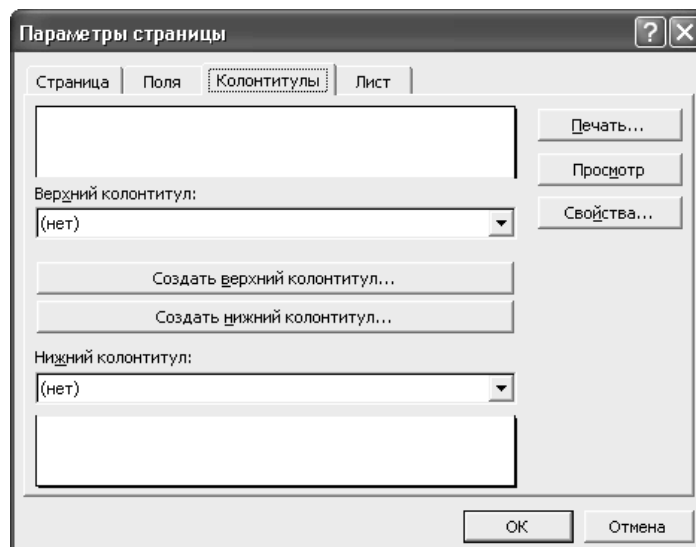 Параметры страницы
Страница Поля Колонтитулы Лист
Печать...
Просмотр
Верхний колонтитул:
(нет)
Свойства...
Создать верхний колонтитул...
Создать нижний колонтитул...
Нижний колонтитул:
(нет)
ОК Отмена